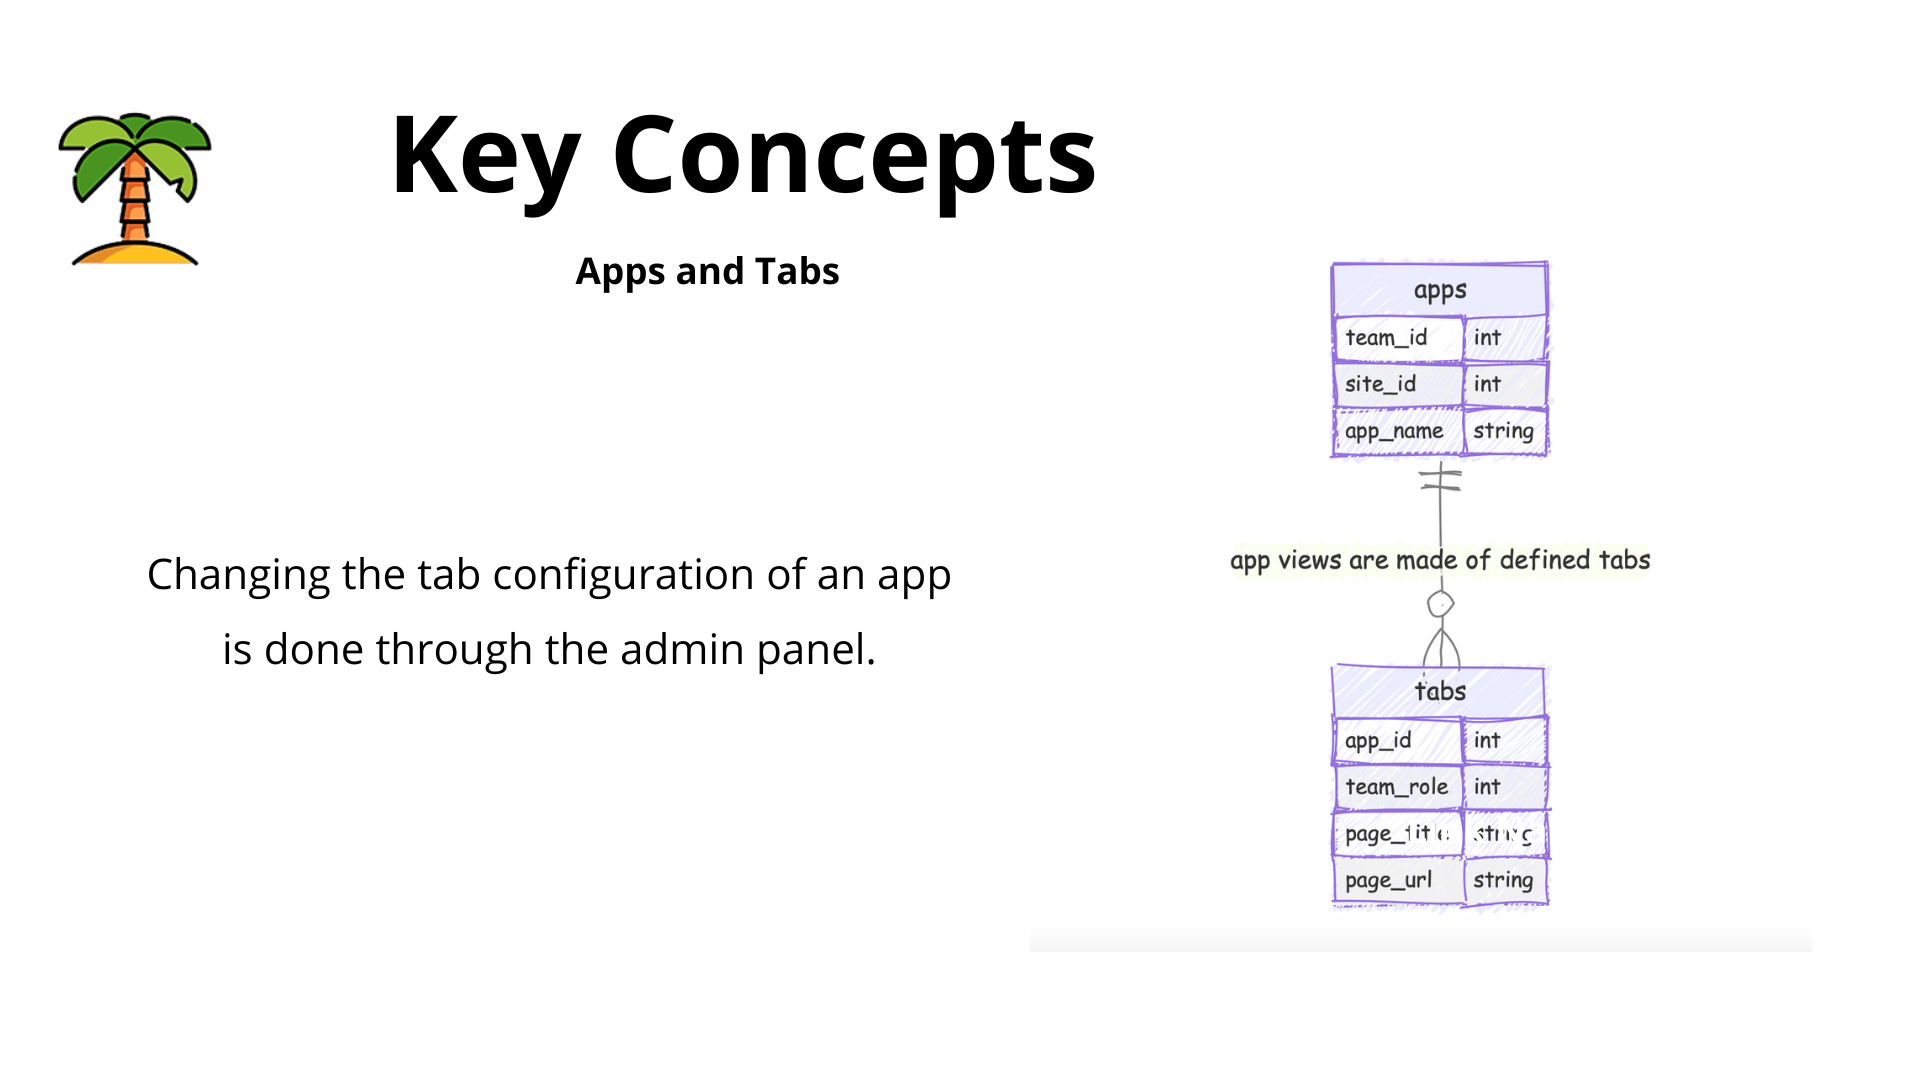 Key Concepts
Apps and Tabs
Changing the tab configuration of an app
is done through the admin panel.
apps
team_id int
site_id int
app_name string
app views are made of defined tabs
tabs
app_id int
team_role int
page_title string
page_url string